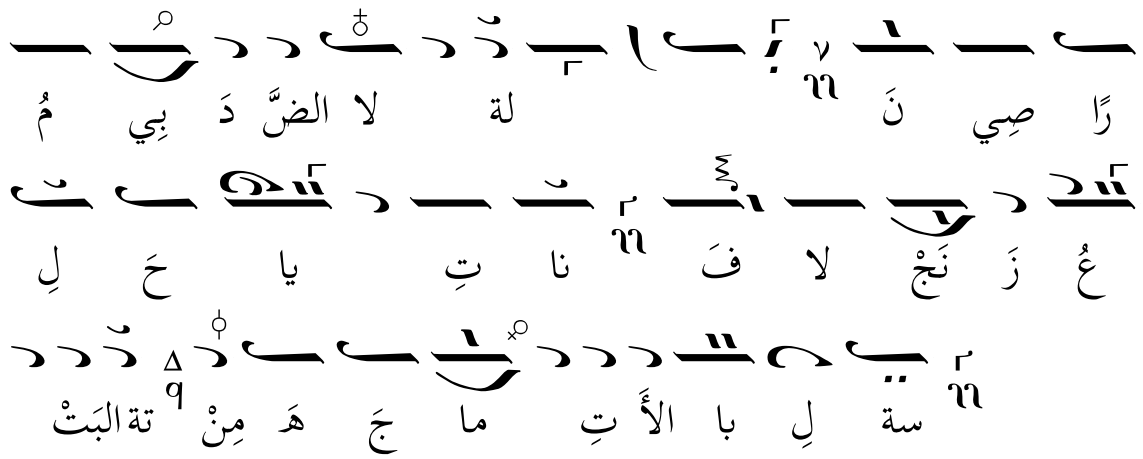 مُ بِي دَ الضَّ لا لة نَ صِي رًا
لِ حَ يا تِ نا فَ لا نَجْ زَ عُ
البَتْ تة مِنْ هَ جَ ما تِ الأَ با لِ سة